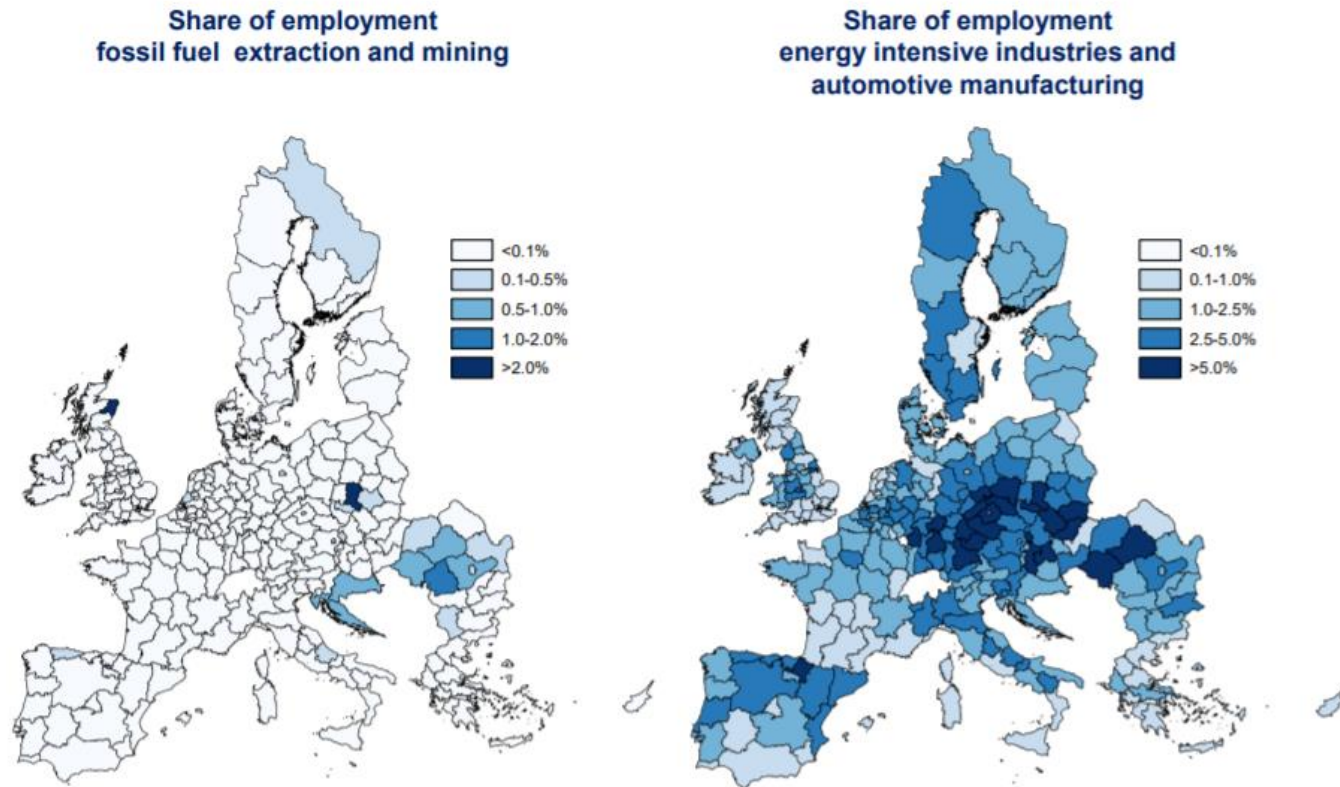 Share of employment
fossil fuel extraction and mining
<0.1%
0.1-0.5%
0.5-1.0%
1.0-2.0%
>2.0%
Share of employment
energy intensive industries and
automotive manufacturing
<0.1%
0.1-1.0%
1.0-2.5%
2.5-5.0%
>5.0%